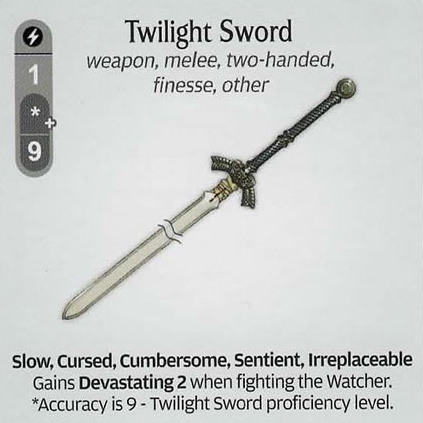 Twilight Sword
weapon, melee, two-handed,
finesse, other
1
*+
9
Slow, Cursed, Cumbersome, Sentient, Irreplaceable
Gains Devastating 2 when fighting the Watcher.
*Accuracy is 9 - Twilight Sword proficiency level.